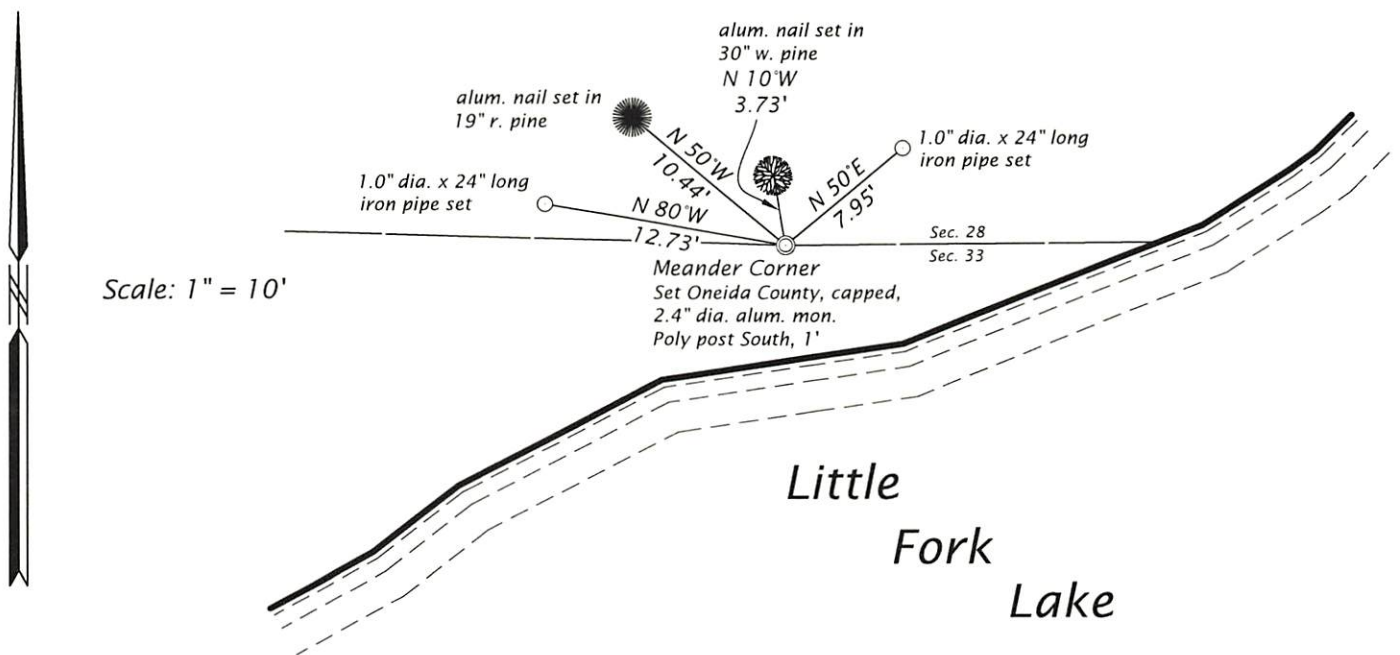 alum. nail set in
30" w. pine
N 10°W
3.73'
alum. nail set in
19" r. pine
N 50°W
10.44'
1.0" dia. x 24" long
iron pipe set
N 50°E
7.95'
1.0" dia. x 24" long
iron pipe set
N 80°W
12.73'
Sec. 28
Sec. 33
Scale: 1" = 10'
Meander Corner
Set Oneida County, capped,
2.4" dia. alum. mon.
Poly post South, 1'
Little
Fork
Lake
N